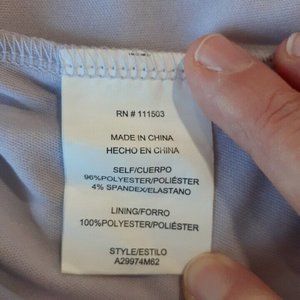 RN # 111503
MADE IN CHINA
HECHO EN CHINA
SELF/CUERPO
96%POLYESTER/POLIÉSTER
4% SPANDEX/ELASTANO
LINING/FORRO
100%POLYESTER/POLIÉSTER
STYLE/ESTILO
A29974M62